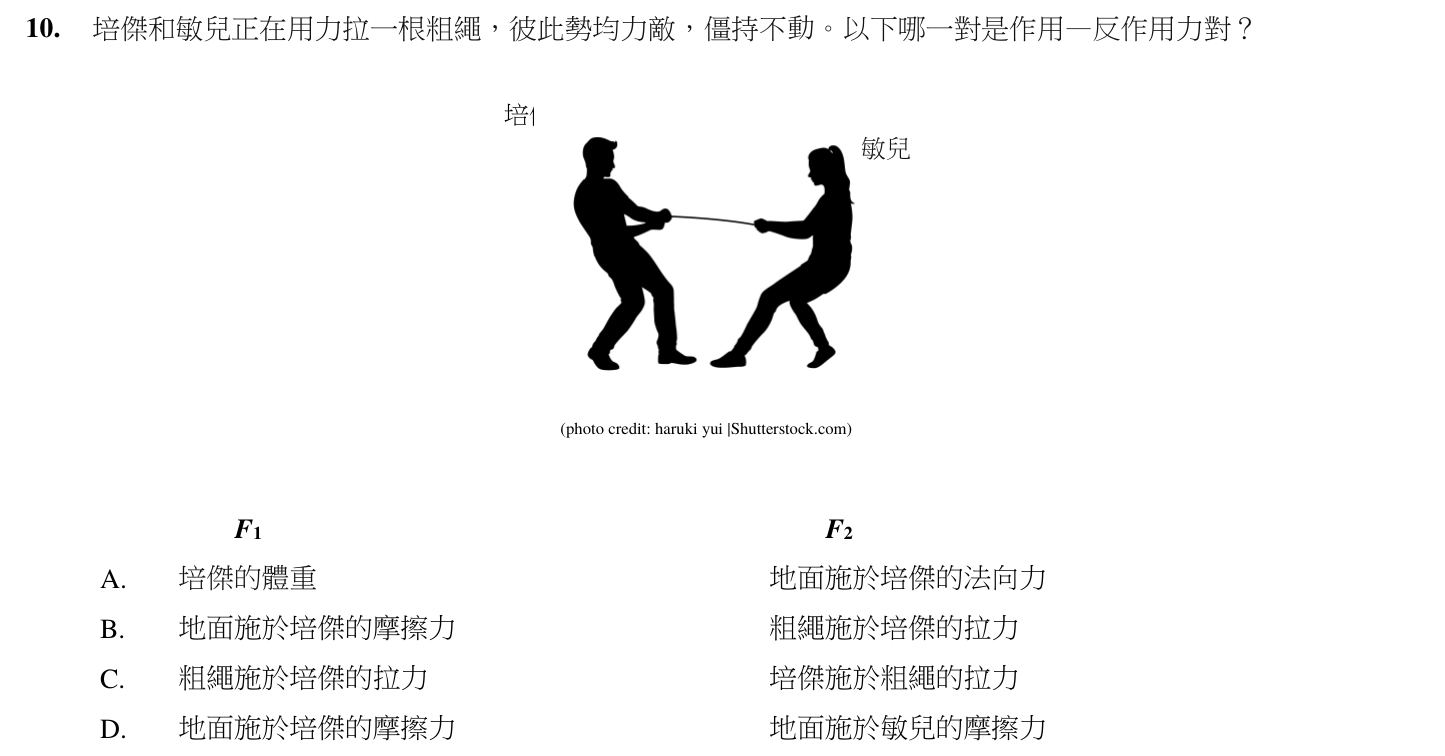 10. 培傑和敏兒正在用力拉一根粗繩，彼此勢均力敵，僵持不動。以下哪一對是作用—反作用力對？
培
敏兒
(photo credit: haruki yui |Shutterstock.com)
F1 F2
A. 培傑的體重 地面施於培傑的法向力
B. 地面施於培傑的摩擦力 粗繩施於培傑的拉力
C. 粗繩施於培傑的拉力 培傑施於粗繩的拉力
D. 地面施於培傑的摩擦力 地面施於敏兒的摩擦力